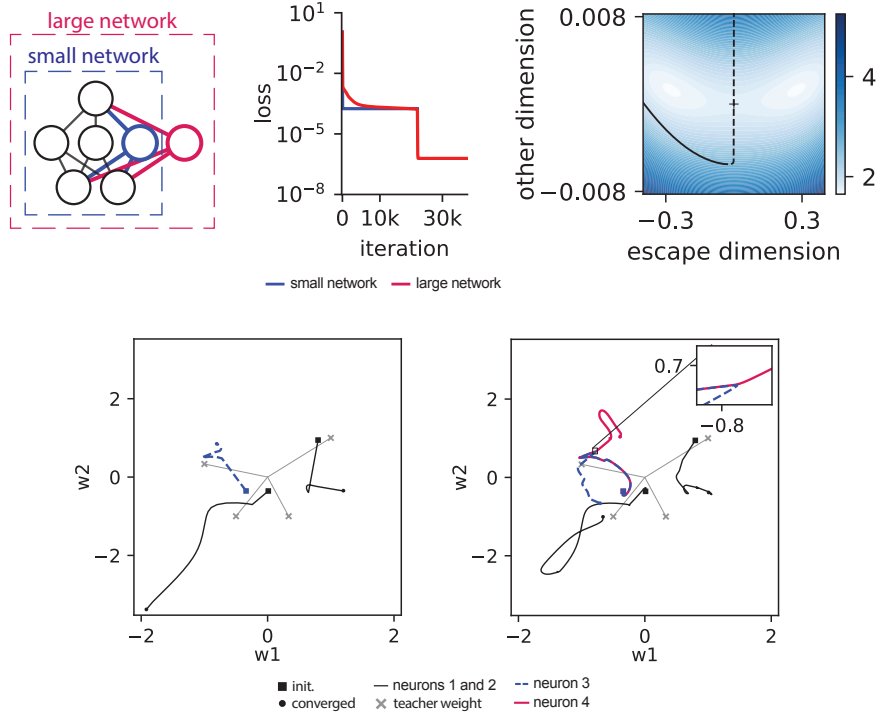 large network
small network
loss
10¹
10⁻²
10⁻⁵
10⁻⁸
0
10k
30k
iteration
small network
large network
other dimension
0.008
−0.008
−0.3
0.3
escape dimension
4
2
w2
2
0
−2
−2
0
2
w1
w2
2
0
−2
−2
0
2
w1
0.7
−0.8
init.
converged
neurons 1 and 2
teacher weight
neuron 3
neuron 4